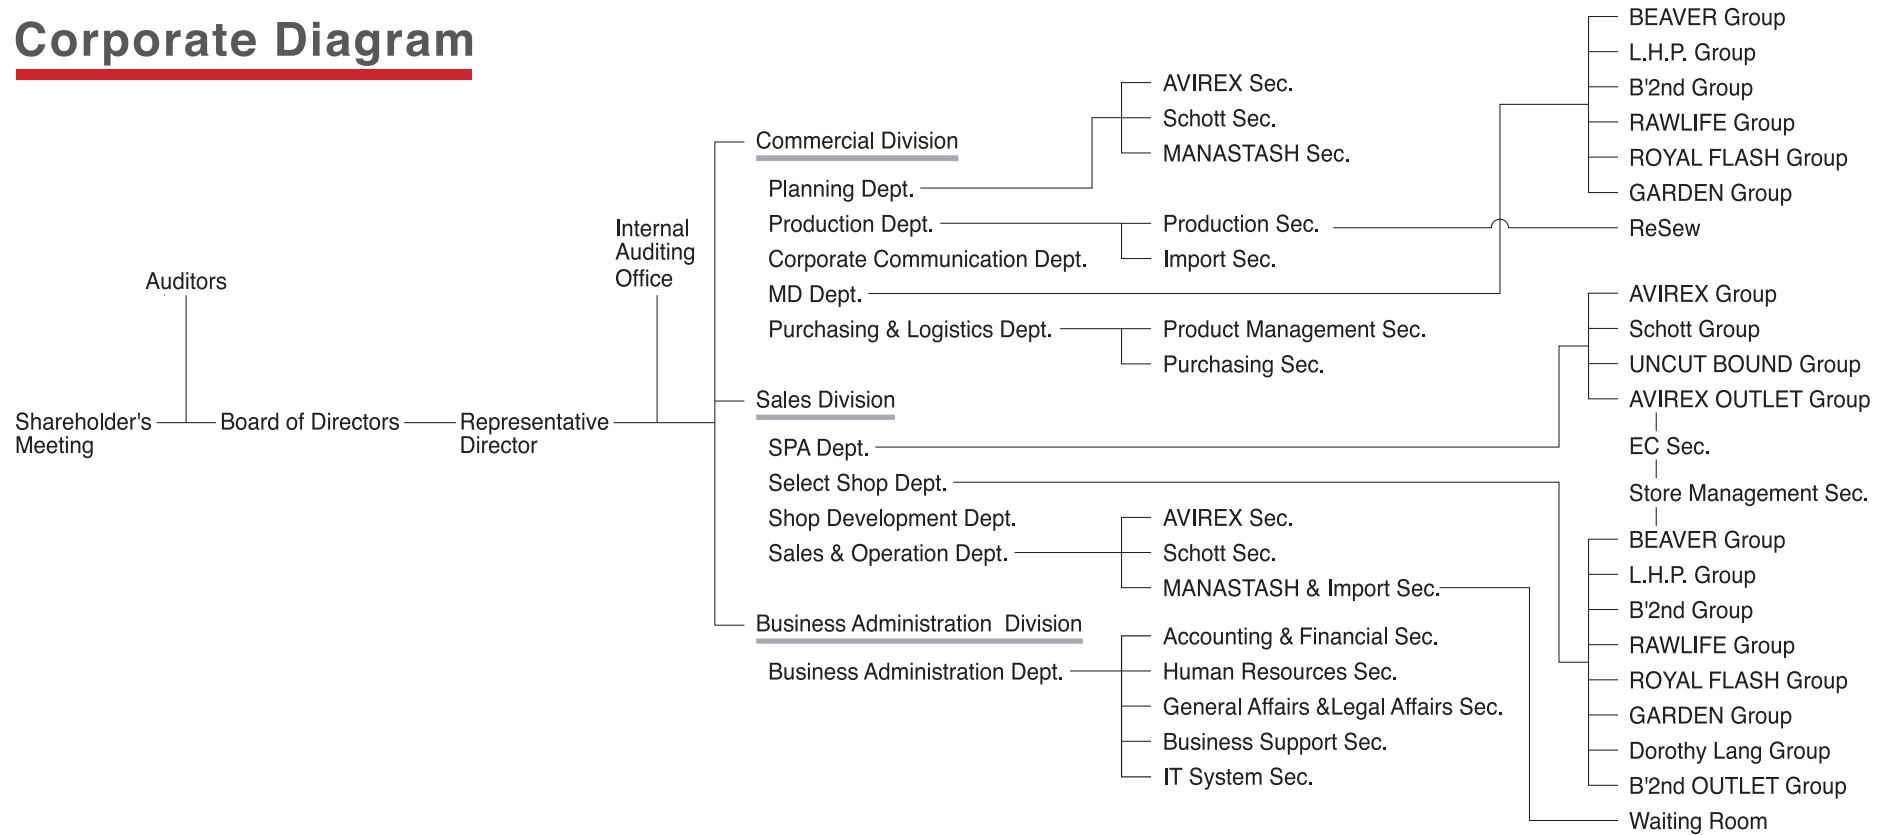 Corporate Diagram
Shareholder's
Meeting
Auditors
Board of Directors
Representative
Director
Internal
Auditing
Office
Commercial Division
Planning Dept.
Production Dept.
Corporate Communication Dept.
MD Dept.
Purchasing & Logistics Dept.
Sales Division
SPA Dept.
Select Shop Dept.
Shop Development Dept.
Sales & Operation Dept.
Business Administration Division
Business Administration Dept.
AVIREX Sec.
Schott Sec.
MANASTASH Sec.
Production Sec.
Import Sec.
Product Management Sec.
Purchasing Sec.
AVIREX Sec.
Schott Sec.
MANASTASH & Import Sec.
Accounting & Financial Sec.
Human Resources Sec.
General Affairs &Legal Affairs Sec.
Business Support Sec.
IT System Sec.
BEAVER Group
L.H.P. Group
B'2nd Group
RAWLIFE Group
ROYAL FLASH Group
GARDEN Group
ReSew
AVIREX Group
Schott Group
UNCUT BOUND Group
AVIREX OUTLET Group
EC Sec.
Store Management Sec.
BEAVER Group
L.H.P. Group
B'2nd Group
RAWLIFE Group
ROYAL FLASH Group
GARDEN Group
Dorothy Lang Group
B'2nd OUTLET Group
Waiting Room